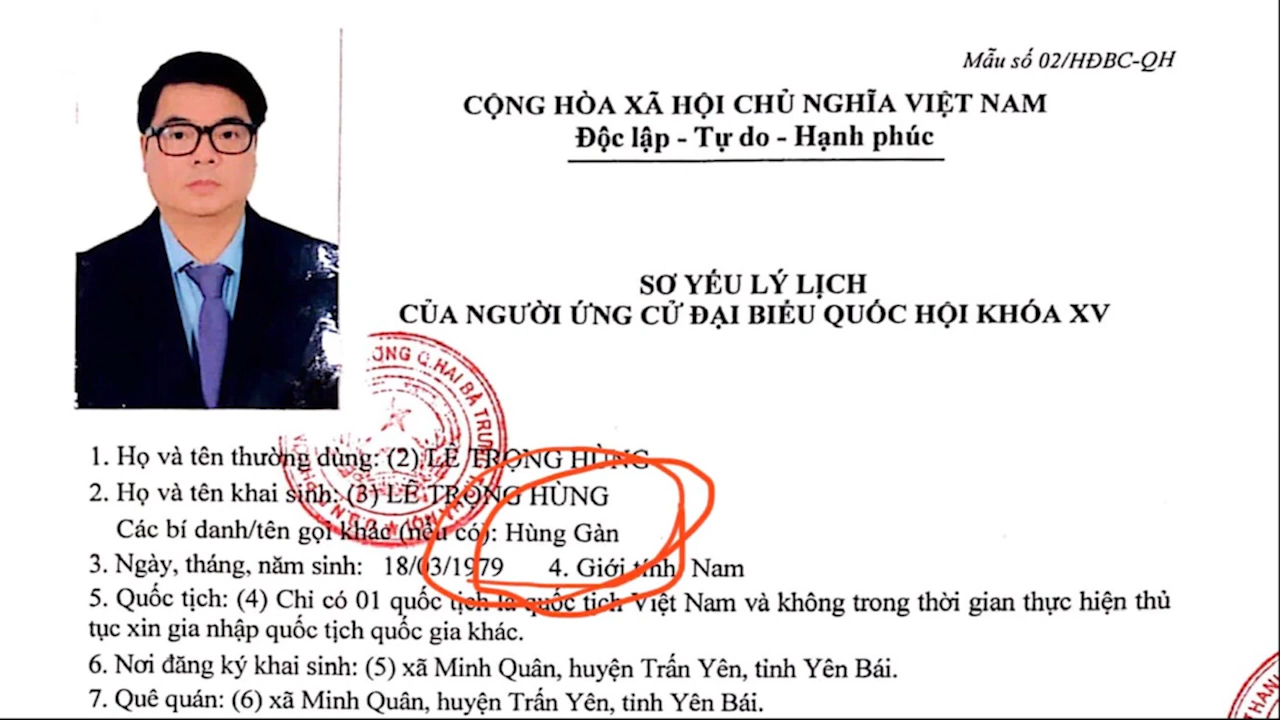 Mẫu số 02/HĐBC-QH
CỘNG HÒA XÃ HỘI CHỦ NGHĨA VIỆT NAM
Độc lập - Tự do - Hạnh phúc
SƠ YẾU LÝ LỊCH
CỦA NGƯỜI ỨNG CỬ ĐẠI BIỂU QUỐC HỘI KHÓA XV
Q.HAI BÀ TRƯNG
1. Họ và tên thường dùng: (2) LÊ TRỌNG HÙNG
2. Họ và tên khai sinh: (3) LÊ TRỌNG HÙNG
Các bí danh/tên gọi khác (nếu có): Hùng Gàn
3. Ngày, tháng, năm sinh: 18/03/1979 4. Giới tính: Nam
5. Quốc tịch: (4) Chỉ có 01 quốc tịch là quốc tịch Việt Nam và không trong thời gian thực hiện thủ
tục xin gia nhập quốc tịch quốc gia khác.
6. Nơi đăng ký khai sinh: (5) xã Minh Quân, huyện Trấn Yên, tỉnh Yên Bái.
7. Quê quán: (6) xã Minh Quân, huyện Trấn Yên, tỉnh Yên Bái.